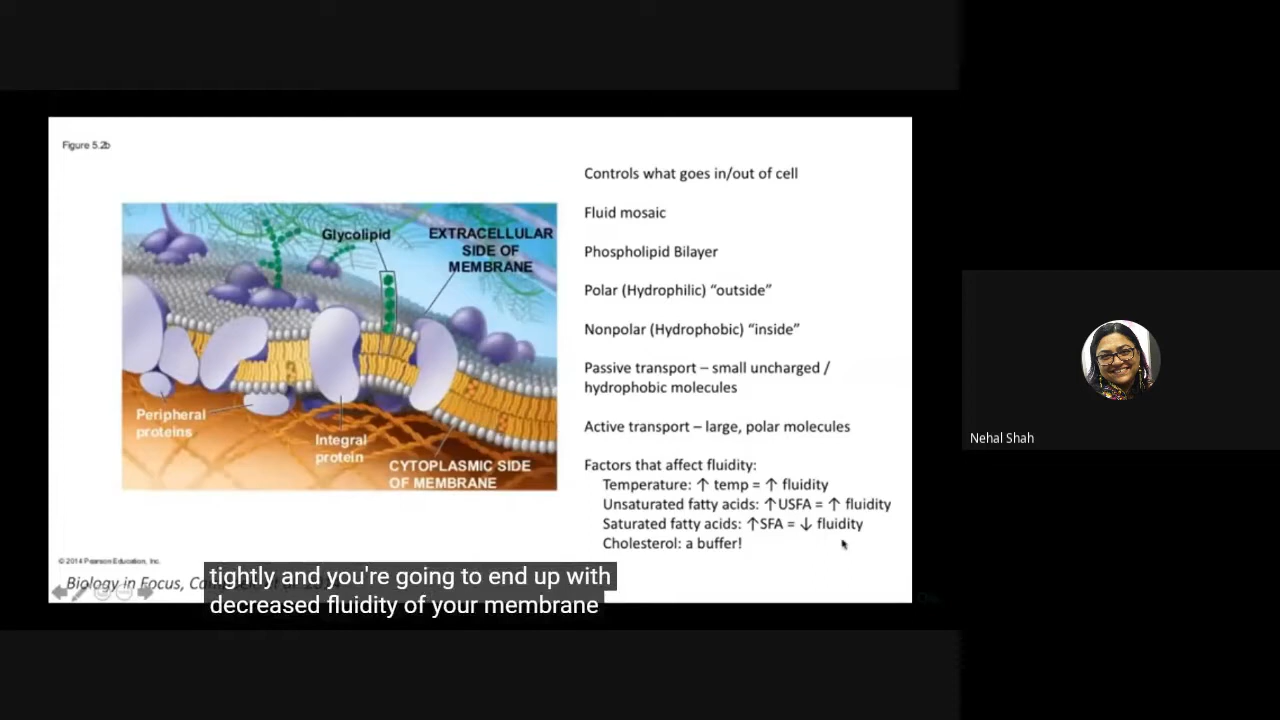 Figure 5.2b
Controls what goes in/out of cell
Fluid mosaic
Phospholipid Bilayer
Polar (Hydrophilic) “outside”
Nonpolar (Hydrophobic) “inside”
Passive transport – small uncharged /
hydrophobic molecules
Active transport – large, polar molecules
Factors that affect fluidity:
Temperature: ↑ temp = ↑ fluidity
Unsaturated fatty acids: ↑USFA = ↑ fluidity
Saturated fatty acids: ↑SFA = ↓ fluidity
Cholesterol: a buffer!
Glycolipid
EXTRACELLULAR
SIDE OF
MEMBRANE
Peripheral
proteins
Integral
protein
CYTOPLASMIC SIDE
OF MEMBRANE
© 2014 Pearson Education, Inc.
Biology in Focus,
tightly and you're going to end up with
decreased fluidity of your membrane
Nehal Shah